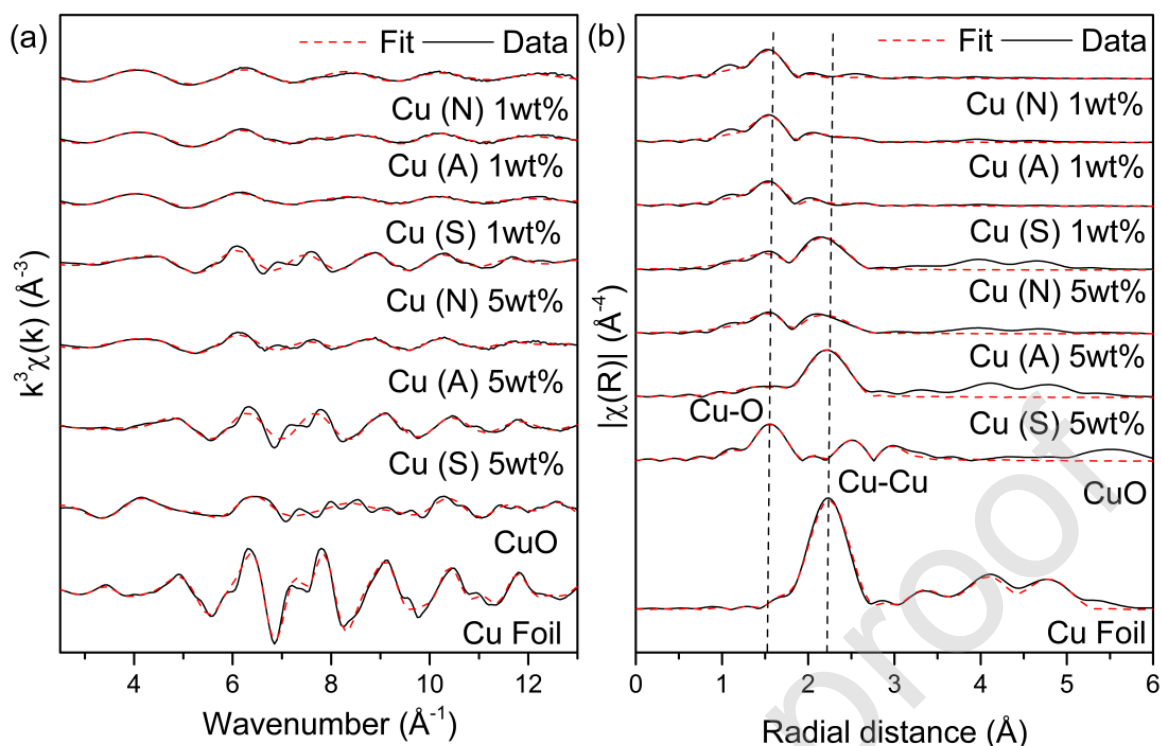 (a)
Fit Data
Cu (N) 1wt%
Cu (A) 1wt%
Cu (S) 1wt%
Cu (N) 5wt%
Cu (A) 5wt%
Cu (S) 5wt%
CuO
Cu Foil
k³χ(k) (Å⁻³)
4 6 8 10 12
Wavenumber (Å⁻¹)
(b)
Fit Data
Cu (N) 1wt%
Cu (A) 1wt%
Cu (S) 1wt%
Cu (N) 5wt%
Cu (A) 5wt%
Cu-O
Cu (S) 5wt%
Cu-Cu
CuO
Cu Foil
|χ(R)| (Å⁻⁴)
0 1 2 3 4 5 6
Radial distance (Å)
proof